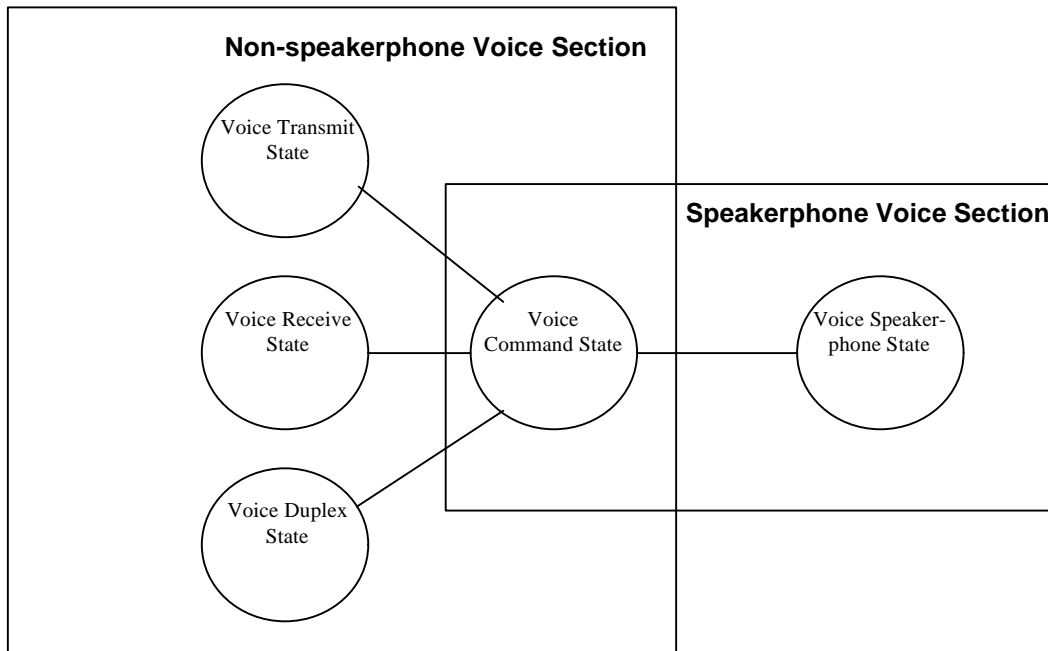 Non-speakerphone Voice Section
Voice Transmit
State
Speakerphone Voice Section
Voice Receive
State
Voice
Command State
Voice Speaker-
phone State
Voice Duplex
State